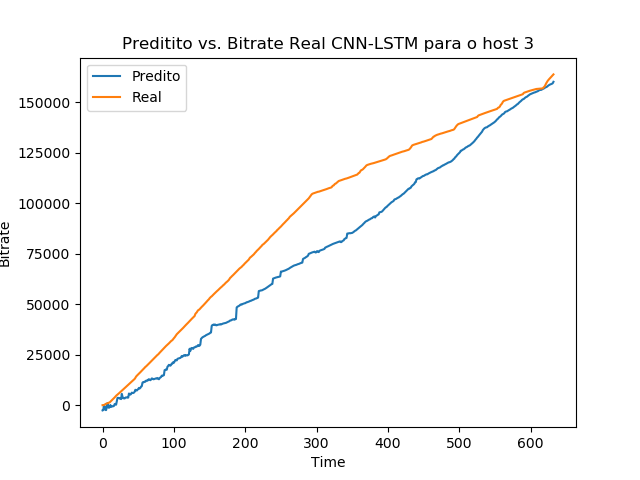 Preditito vs. Bitrate Real CNN-LSTM para o host 3
Predito
Real
150000
125000
100000
75000
50000
25000
0
Bitrate
0 100 200 300 400 500 600
Time